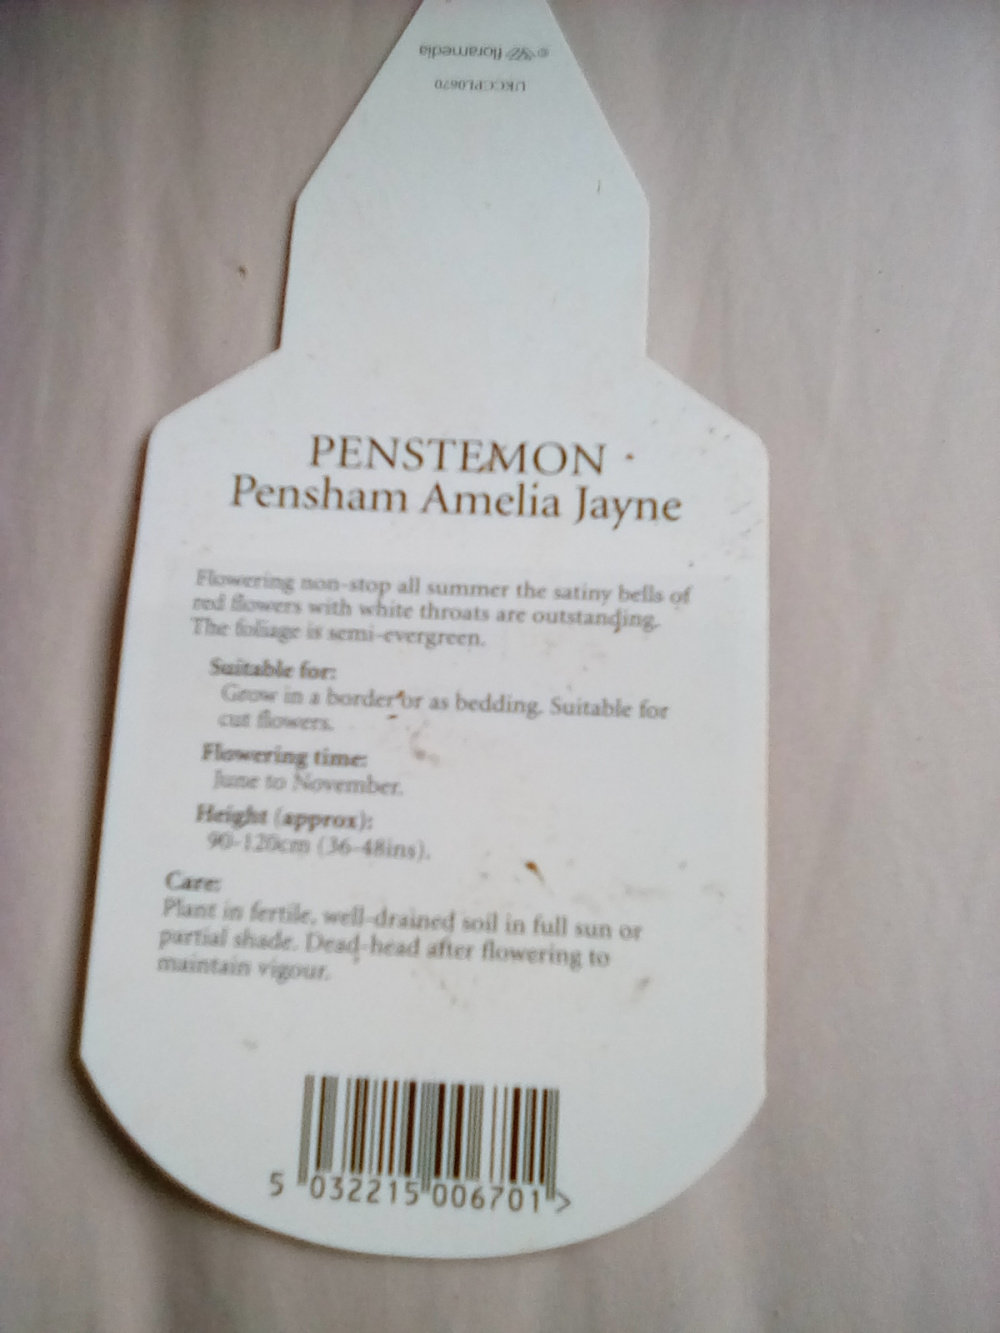 © floramedia
UKCCPL0670
PENSTEMON ·
Pensham Amelia Jayne
Flowering non-stop all summer the satiny bells of
red flowers with white throats are outstanding.
The foliage is semi-evergreen.
Suitable for:
Grow in a border or as bedding. Suitable for
cut flowers.
Flowering time:
June to November.
Height (approx):
90-120cm (36-48ins).
Care:
Plant in fertile, well-drained soil in full sun or
partial shade. Dead-head after flowering to
maintain vigour.
5 032215 006701 >